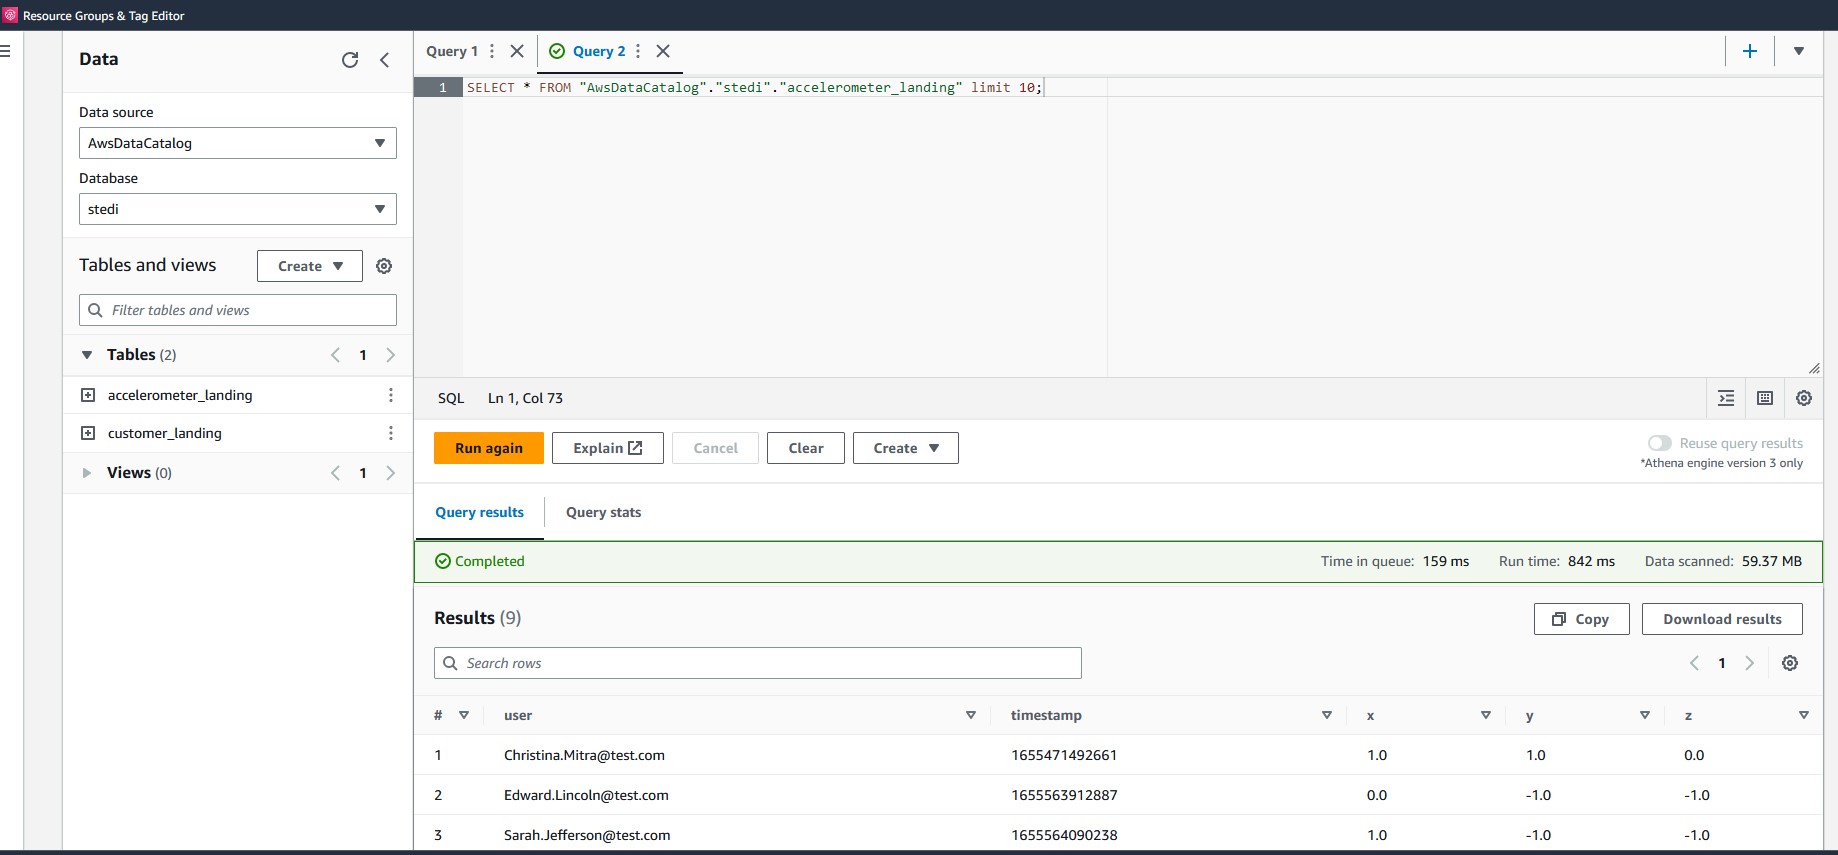 Resource Groups & Tag Editor
Data
Data source
AwsDataCatalog
Database
stedi
Tables and views
Create
Filter tables and views
Tables (2)
1
accelerometer_landing
customer_landing
Views (0)
1
Query 1
Query 2
1 SELECT * FROM "AwsDataCatalog"."stedi"."accelerometer_landing" limit 10;
SQL Ln 1, Col 73
Run again
Explain
Cancel
Clear
Create
Reuse query results
*Athena engine version 3 only
Query results
Query stats
Completed
Time in queue: 159 ms Run time: 842 ms Data scanned: 59.37 MB
Results (9)
Copy
Download results
Search rows
1
# user timestamp x y z
1 Christina.Mitra@test.com 1655471492661 1.0 1.0 0.0
2 Edward.Lincoln@test.com 1655563912887 0.0 -1.0 -1.0
3 Sarah.Jefferson@test.com 1655564090238 1.0 -1.0 -1.0